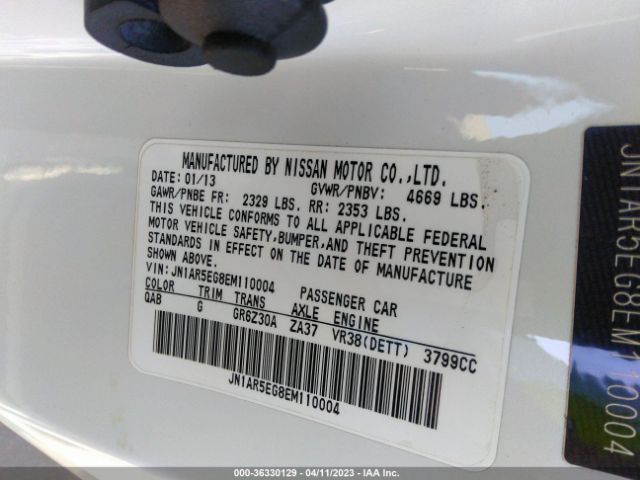 MANUFACTURED BY NISSAN MOTOR CO.,LTD.
DATE: 01/13 GVWR/PNBV: 4669 LBS.
GAWR/PNBE FR: 2329 LBS. RR: 2353 LBS.
THIS VEHICLE CONFORMS TO ALL APPLICABLE FEDERAL
MOTOR VEHICLE SAFETY,BUMPER,AND THEFT PREVENTION
STANDARDS IN EFFECT ON THE DATE OF MANUFACTURE
SHOWN ABOVE.
VIN: JN1AR5EG8EM110004 PASSENGER CAR
COLOR TRIM TRANS AXLE ENGINE
QAB G GR6Z30A ZA37 VR38(DETT) 3799CC
JN1AR5EG8EM110004
JN1AR5EG8EM110004
000-36330129 - 04/11/2023 - IAA Inc.